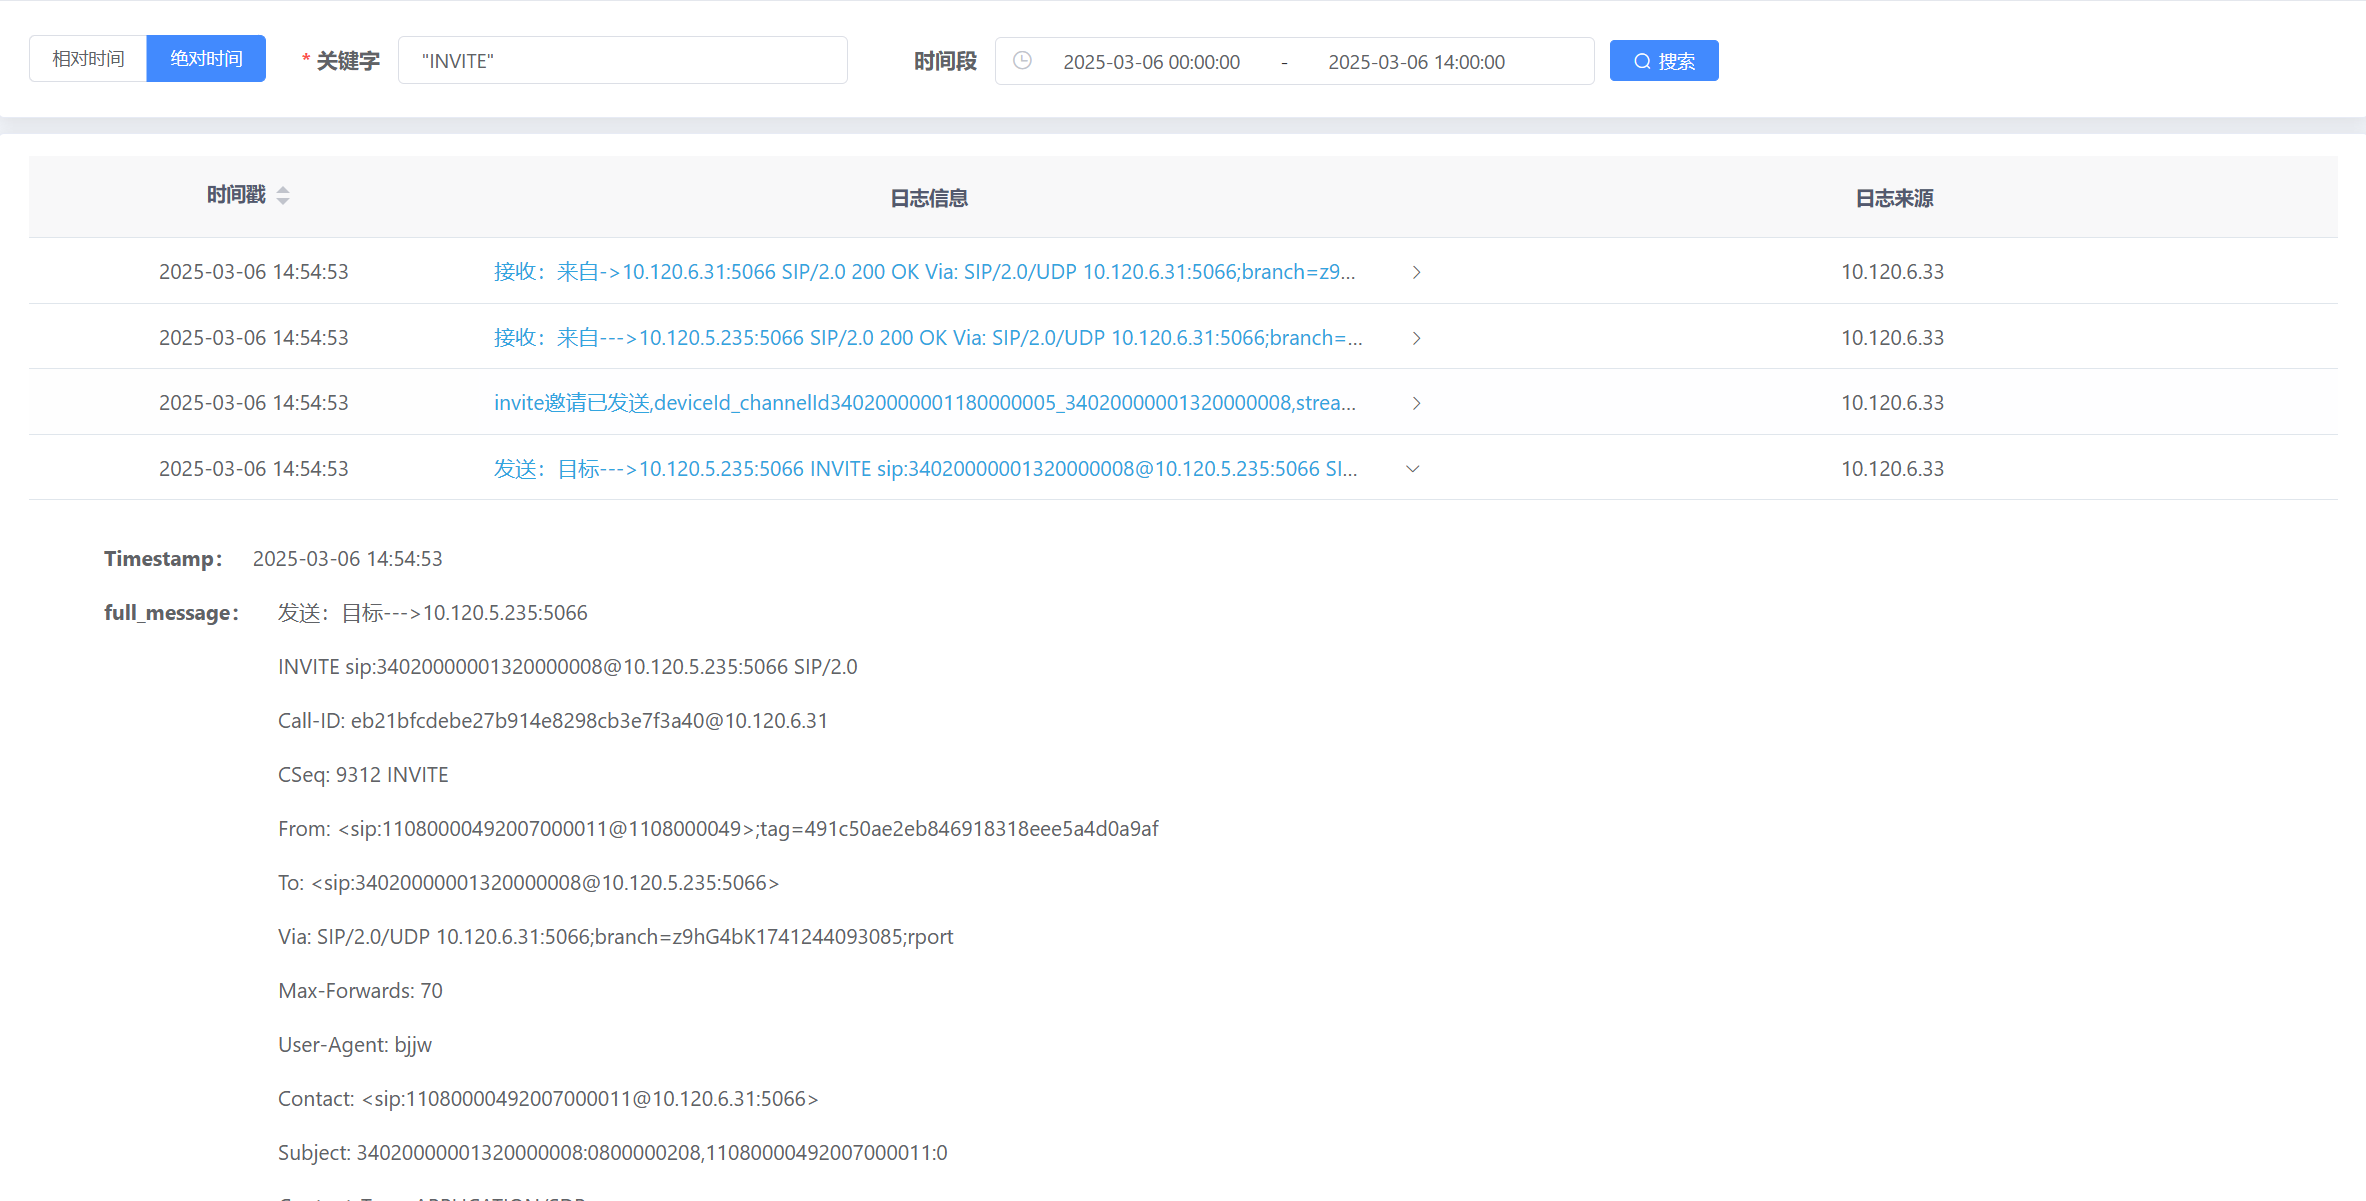 相对时间 绝对时间 * 关键字 "INVITE" 时间段 2025-03-06 00:00:00 - 2025-03-06 14:00:00 搜索
时间戳 日志信息 日志来源
2025-03-06 14:54:53 接收：来自->10.120.6.31:5066 SIP/2.0 200 OK Via: SIP/2.0/UDP 10.120.6.31:5066;branch=z9... 10.120.6.33
2025-03-06 14:54:53 接收：来自--->10.120.5.235:5066 SIP/2.0 200 OK Via: SIP/2.0/UDP 10.120.6.31:5066;branch=... 10.120.6.33
2025-03-06 14:54:53 invite邀请已发送,deviceId_channelId34020000001180000005_34020000001320000008,strea... 10.120.6.33
2025-03-06 14:54:53 发送：目标--->10.120.5.235:5066 INVITE sip:34020000001320000008@10.120.5.235:5066 SI... 10.120.6.33
Timestamp： 2025-03-06 14:54:53
full_message： 发送：目标--->10.120.5.235:5066
INVITE sip:34020000001320000008@10.120.5.235:5066 SIP/2.0
Call-ID: eb21bfcdebe27b914e8298cb3e7f3a40@10.120.6.31
CSeq: 9312 INVITE
From: <sip:11080000492007000011@1108000049>;tag=491c50ae2eb846918318eee5a4d0a9af
To: <sip:34020000001320000008@10.120.5.235:5066>
Via: SIP/2.0/UDP 10.120.6.31:5066;branch=z9hG4bK1741244093085;rport
Max-Forwards: 70
User-Agent: bjjw
Contact: <sip:11080000492007000011@10.120.6.31:5066>
Subject: 34020000001320000008:0800000208,11080000492007000011:0